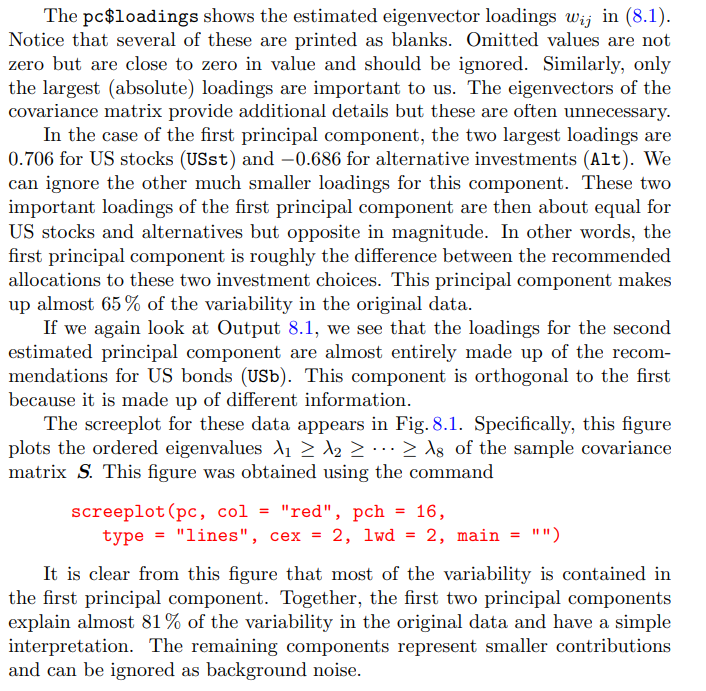 The pc$loadings shows the estimated eigenvector loadings wij in (8.1).
Notice that several of these are printed as blanks. Omitted values are not
zero but are close to zero in value and should be ignored. Similarly, only
the largest (absolute) loadings are important to us. The eigenvectors of the
covariance matrix provide additional details but these are often unnecessary.
In the case of the first principal component, the two largest loadings are
0.706 for US stocks (USst) and −0.686 for alternative investments (Alt). We
can ignore the other much smaller loadings for this component. These two
important loadings of the first principal component are then about equal for
US stocks and alternatives but opposite in magnitude. In other words, the
first principal component is roughly the difference between the recommended
allocations to these two investment choices. This principal component makes
up almost 65 % of the variability in the original data.
If we again look at Output 8.1, we see that the loadings for the second
estimated principal component are almost entirely made up of the recom-
mendations for US bonds (USb). This component is orthogonal to the first
because it is made up of different information.
The screeplot for these data appears in Fig. 8.1. Specifically, this figure
plots the ordered eigenvalues λ1 ≥ λ2 ≥ ··· ≥ λ8 of the sample covariance
matrix S. This figure was obtained using the command
screeplot(pc, col = "red", pch = 16,
type = "lines", cex = 2, lwd = 2, main = "")
It is clear from this figure that most of the variability is contained in
the first principal component. Together, the first two principal components
explain almost 81 % of the variability in the original data and have a simple
interpretation. The remaining components represent smaller contributions
and can be ignored as background noise.